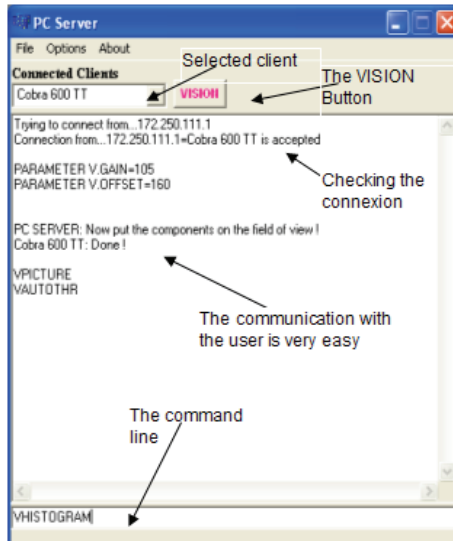 PC Server
File Options About
Connected Clients
Selected client
Cobra 600 TT
VISION
The VISION
Button
Trying to connect from...172.250.111.1
Connection from...172.250.111.1=Cobra 600 TT is accepted
PARAMETER V.GAIN=105
PARAMETER V.OFFSET=160
Checking the
connexion
PC SERVER: Now put the components on the field of view !
Cobra 600 TT: Done !
VPICTURE
VAUTOTHR
The communication with
the user is very easy
The command
line
VHISTOGRAM